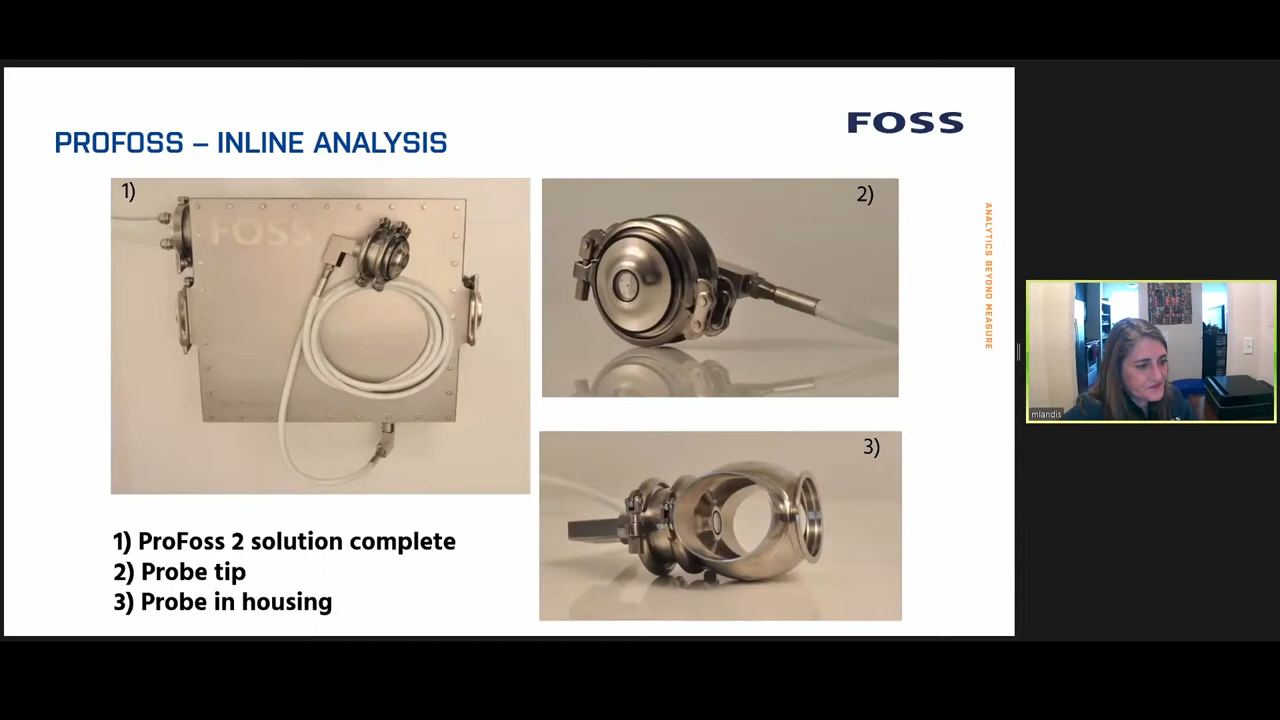 FOSS
PROFOSS – INLINE ANALYSIS
1)
FOSS
2)
3)
ANALYTICS BEYOND MEASURE
1) ProFoss 2 solution complete
2) Probe tip
3) Probe in housing
mlandis